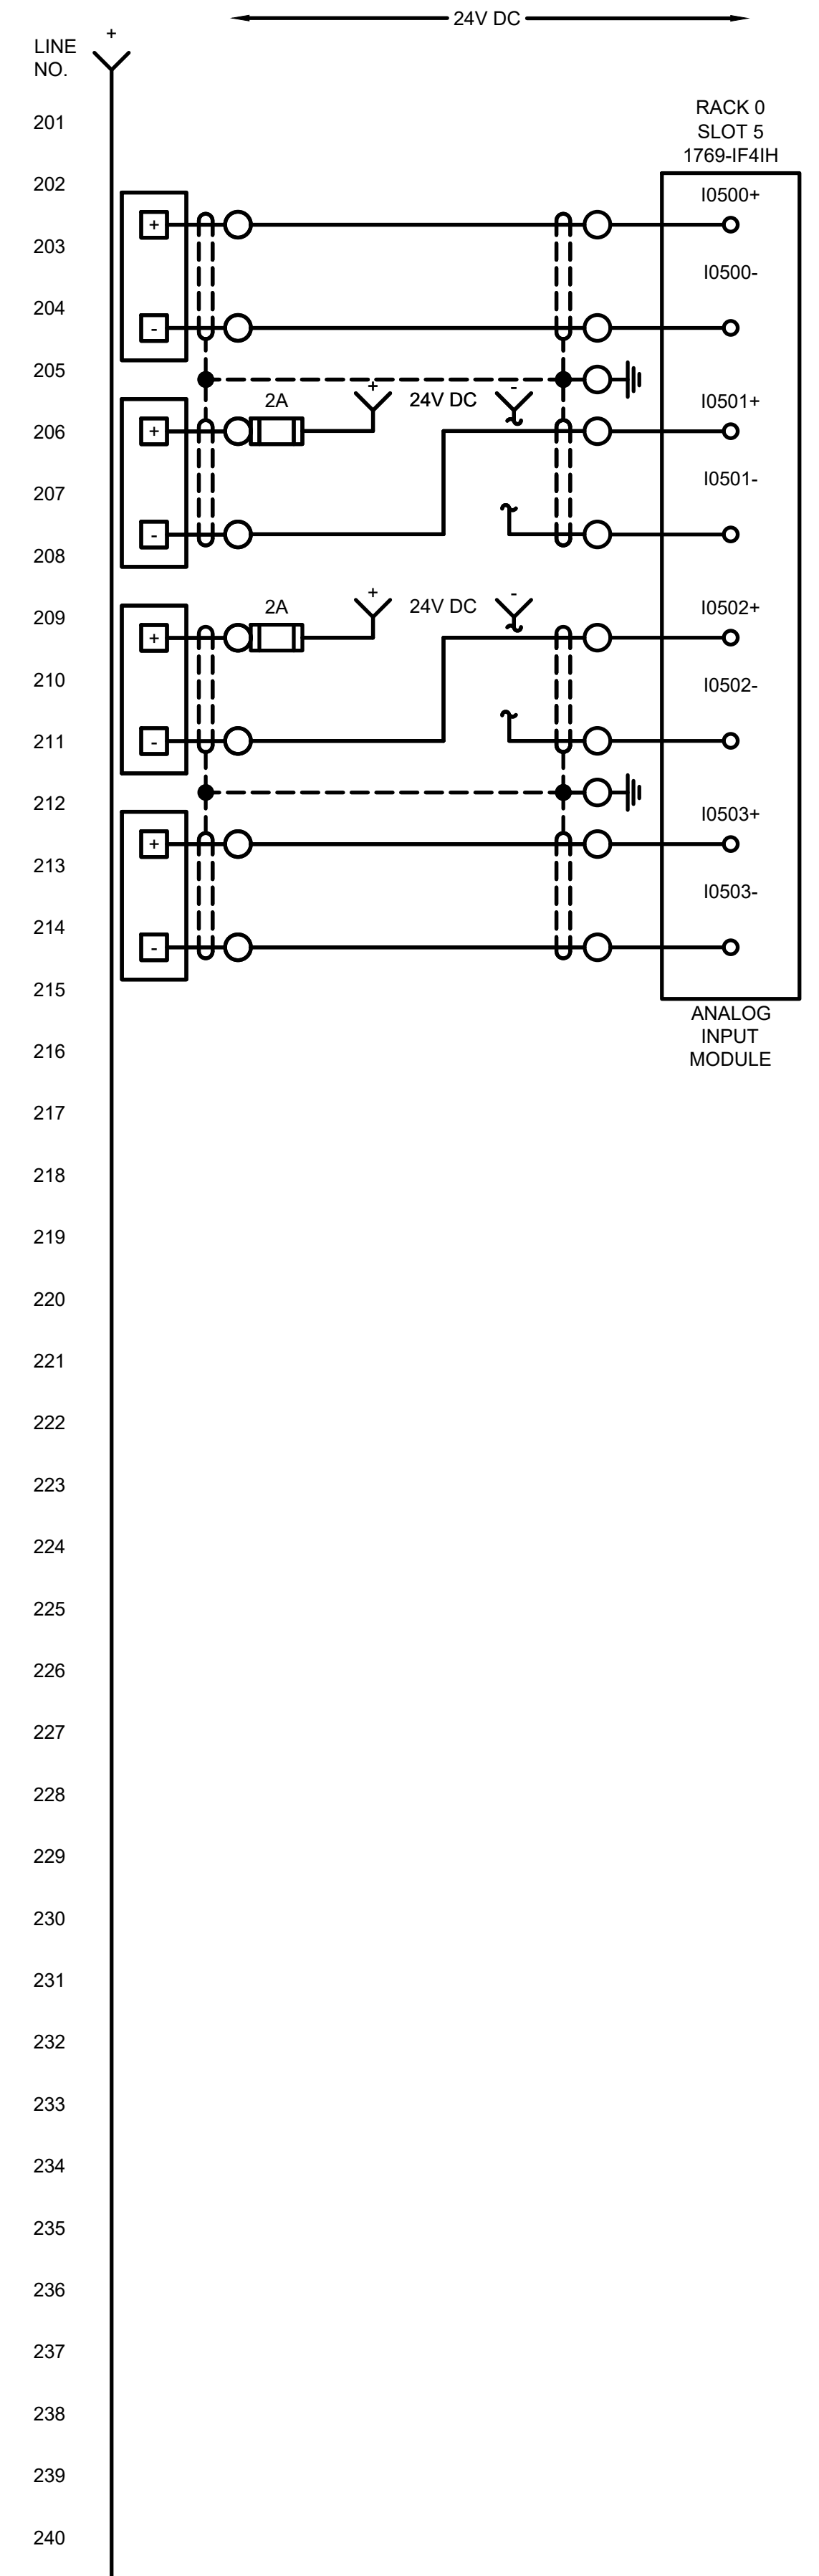 24V DC
+
LINE
NO.
RACK 0
SLOT 5
1769-IF4IH
201
202
I0500+
+
203
I0500-
204
-
205
+
24V DC
-
2A
I0501+
206
+
I0501-
207
-
208
+
24V DC
-
2A
I0502+
209
+
210
I0502-
211
-
212
I0503+
+
213
I0503-
214
-
215
ANALOG
INPUT
MODULE
216
217
218
219
220
221
222
223
224
225
226
227
228
229
230
231
232
233
234
235
236
237
238
239
240